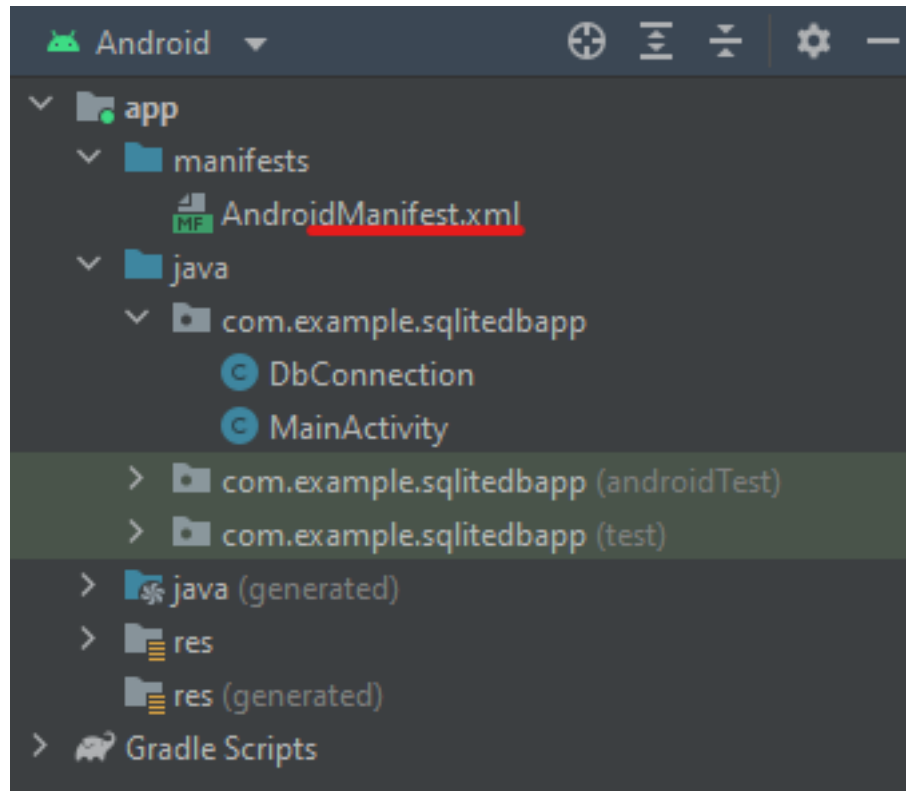 Android
app
manifests
MF AndroidManifest.xml
java
com.example.sqlitedbapp
C DbConnection
C MainActivity
com.example.sqlitedbapp (androidTest)
com.example.sqlitedbapp (test)
java (generated)
res
res (generated)
Gradle Scripts